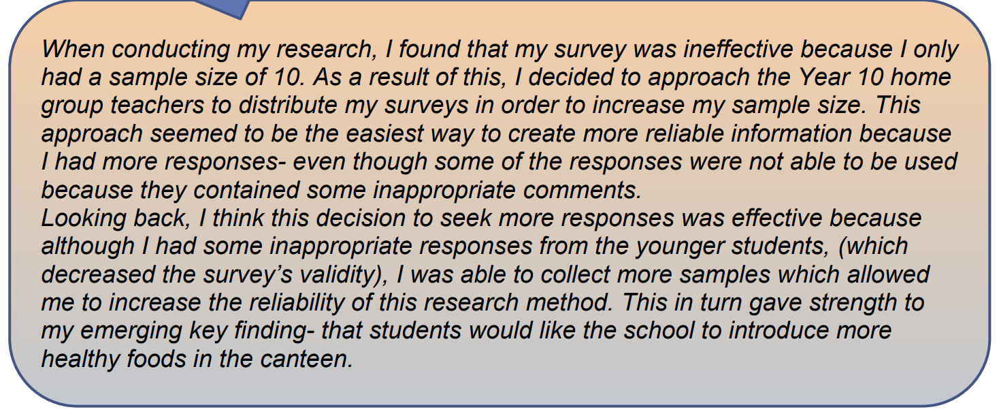 When conducting my research, I found that my survey was ineffective because I only
had a sample size of 10. As a result of this, I decided to approach the Year 10 home
group teachers to distribute my surveys in order to increase my sample size. This
approach seemed to be the easiest way to create more reliable information because
I had more responses- even though some of the responses were not able to be used
because they contained some inappropriate comments.
Looking back, I think this decision to seek more responses was effective because
although I had some inappropriate responses from the younger students, (which
decreased the survey’s validity), I was able to collect more samples which allowed
me to increase the reliability of this research method. This in turn gave strength to
my emerging key finding- that students would like the school to introduce more
healthy foods in the canteen.